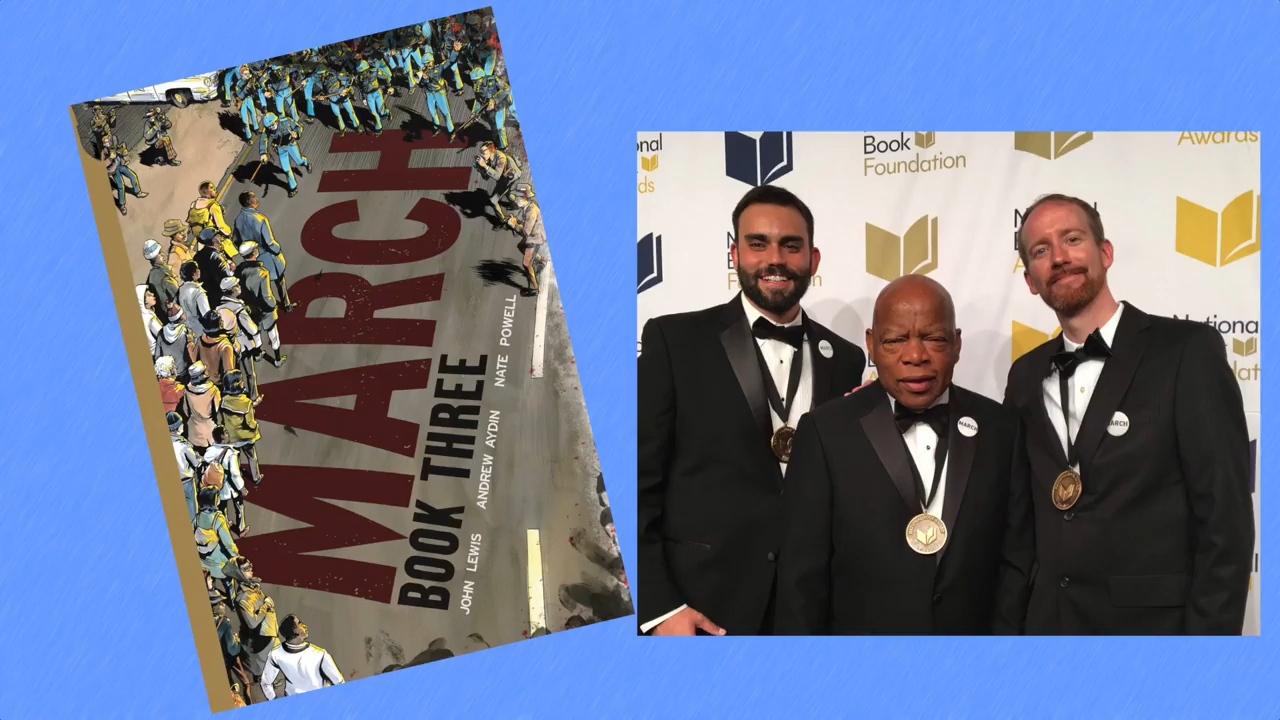 MARCH
BOOK THREE
JOHN LEWIS ANDREW AYDIN NATE POWELL
Book
Foundation
Awards
National
MARCH
MARCH